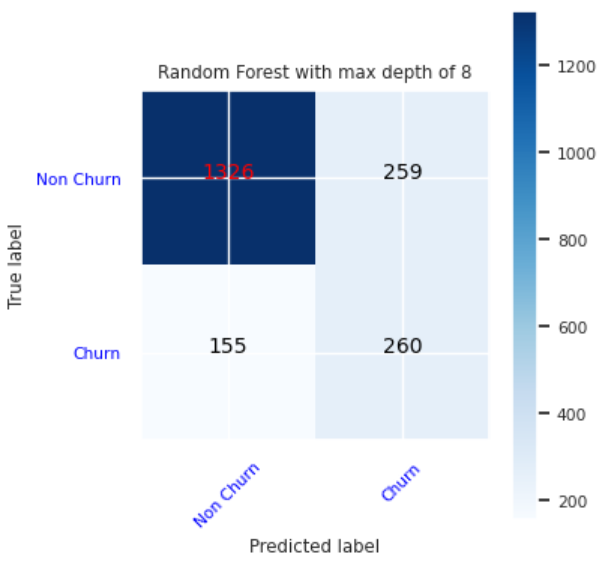 Random Forest with max depth of 8
True label
Non Churn
1326
259
Churn
155
260
Non Churn
Churn
Predicted label
1200
1000
800
600
400
200